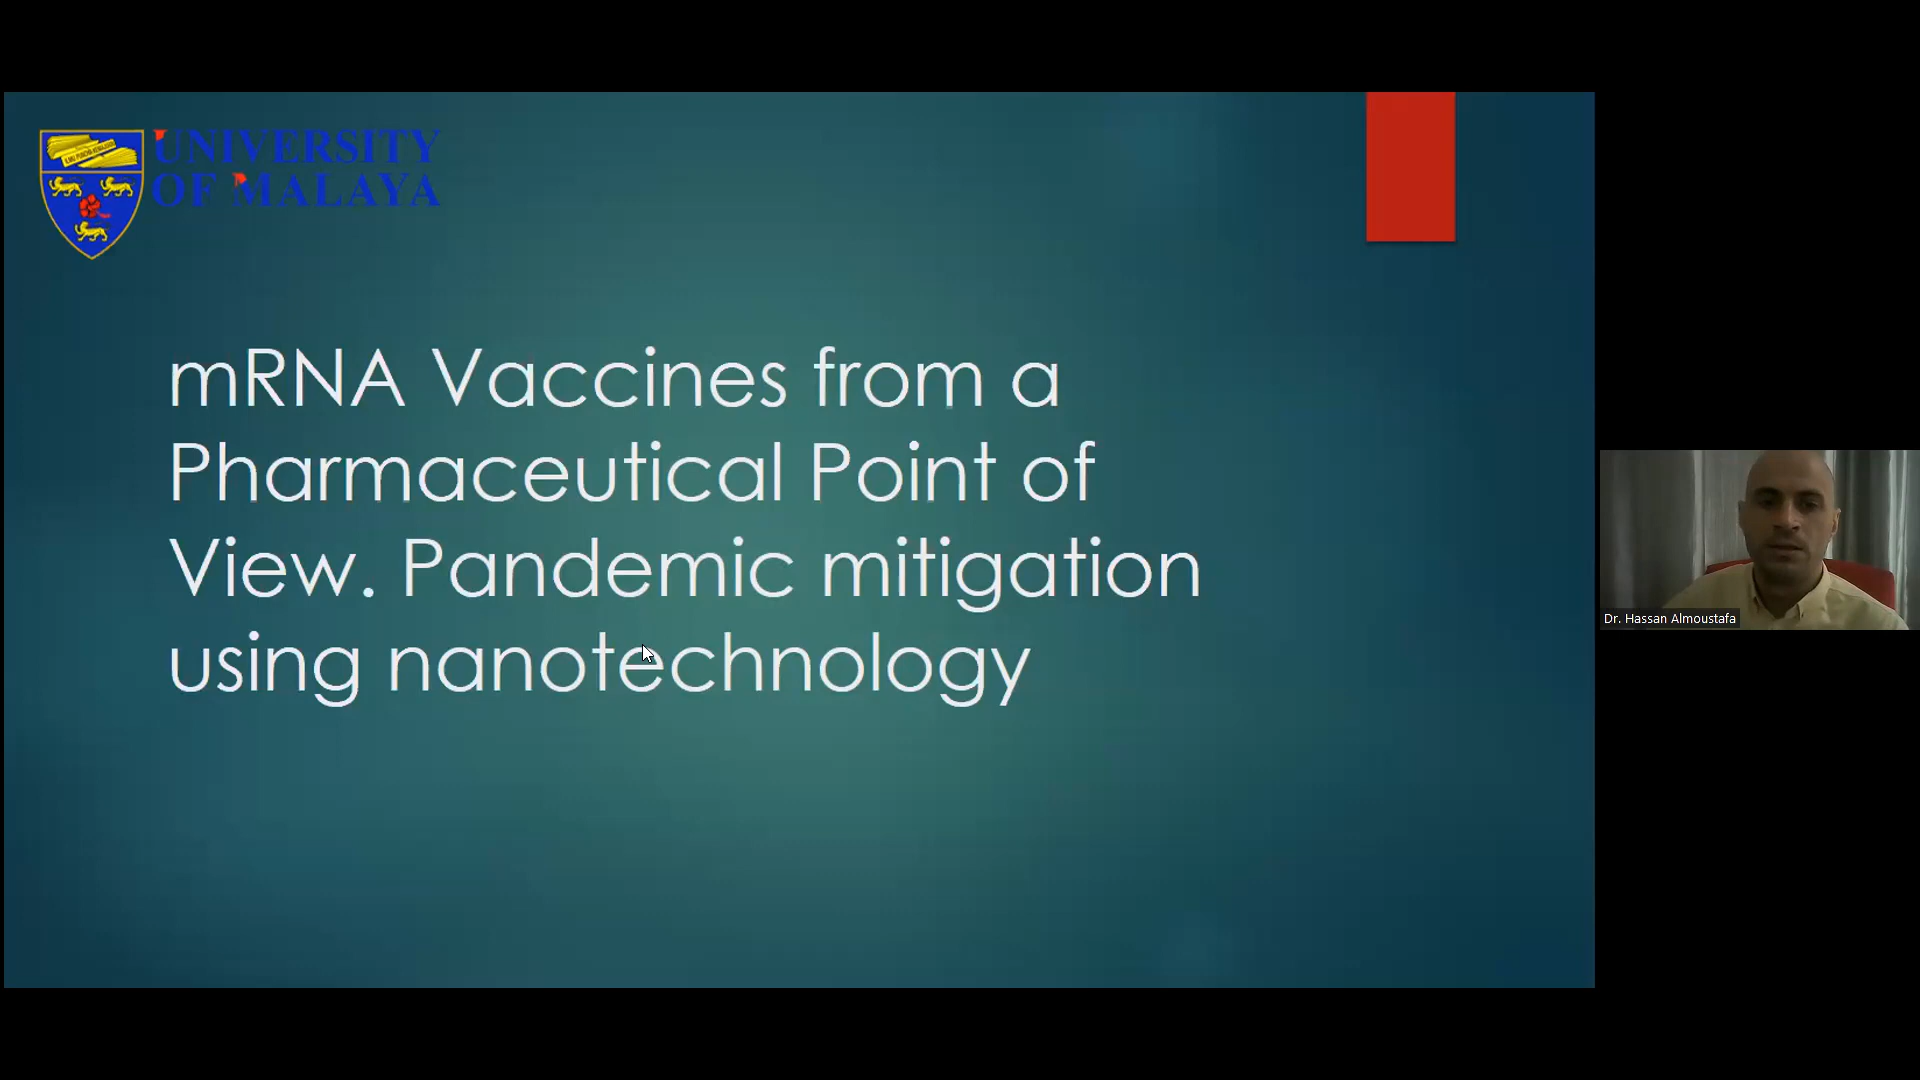 UNIVERSITY
OF MALAYA
mRNA Vaccines from a
Pharmaceutical Point of
View. Pandemic mitigation
using nanotechnology
Dr. Hassan Almoustafa